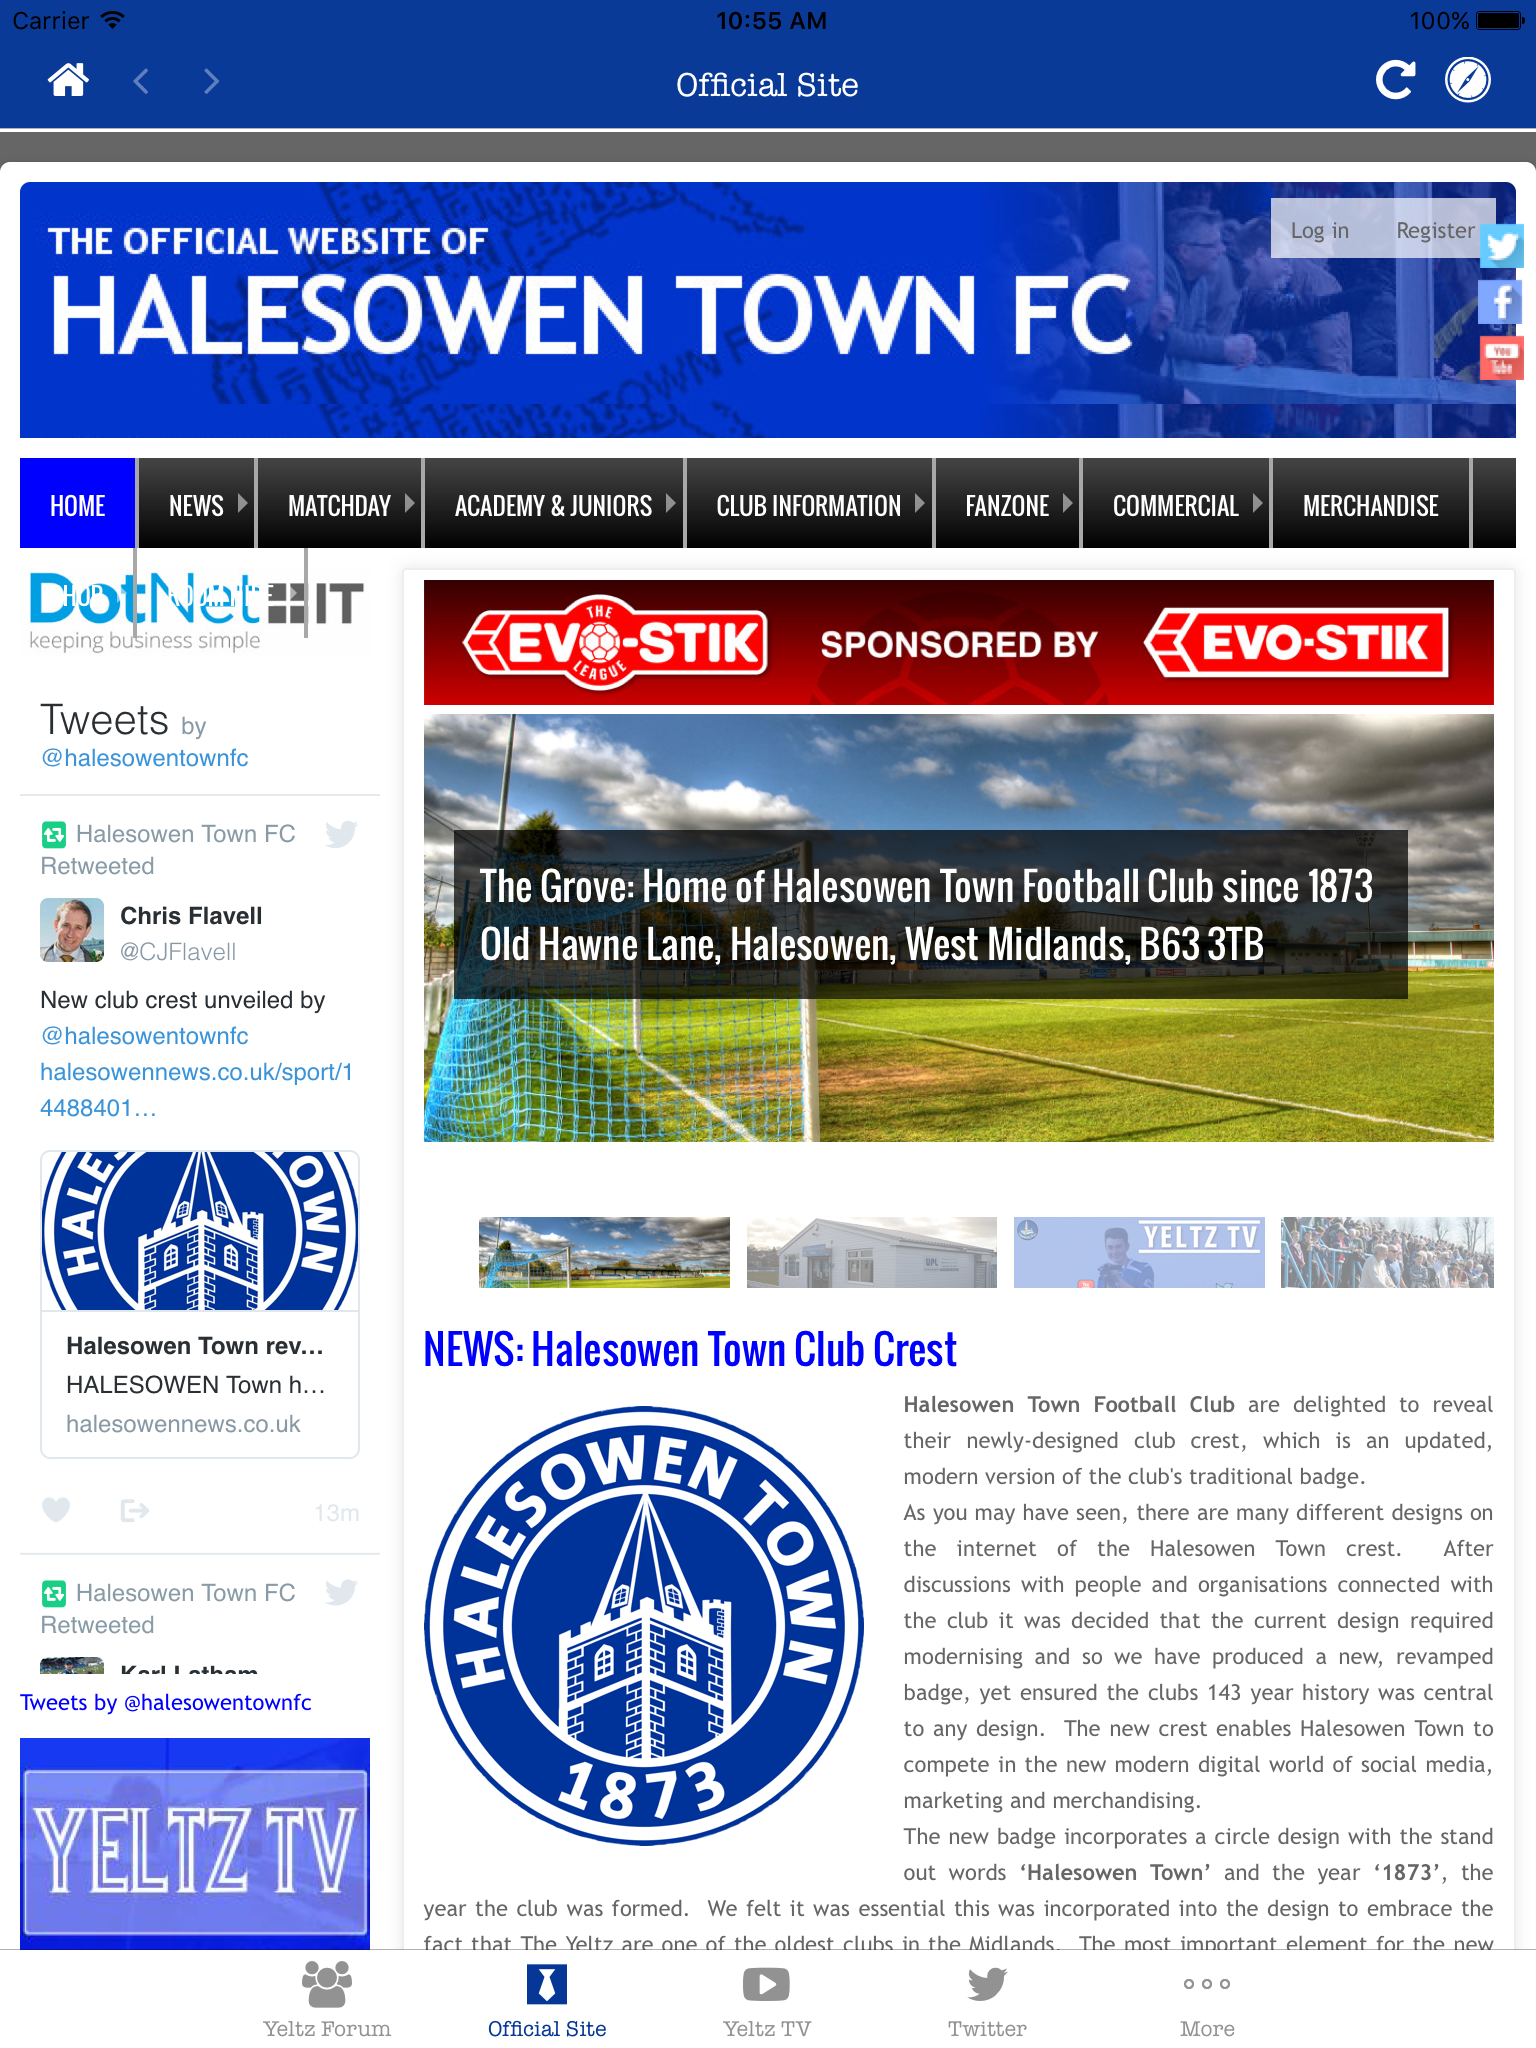 Carrier
10:55 AM
100%
Official Site
THE OFFICIAL WEBSITE OF
HALESOWEN TOWN FC
Log in Register
You
Tube
HOME NEWS MATCHDAY ACADEMY & JUNIORS CLUB INFORMATION FANZONE COMMERCIAL MERCHANDISE
DotNet IT
keeping business simple
Tweets by
@halesowentownfc
Halesowen Town FC
Retweeted
Chris Flavell
@CJFlavell
New club crest unveiled by
@halesowentownfc
halesowennews.co.uk/sport/1
4488401…
HALESOWEN TOWN
Halesowen Town rev…
HALESOWEN Town h…
halesowennews.co.uk
13m
Halesowen Town FC
Retweeted
Karl Latham
Tweets by @halesowentownfc
YELTZ TV
THE
EVO-STIK
LEAGUE
SPONSORED BY
EVO-STIK
The Grove: Home of Halesowen Town Football Club since 1873
Old Hawne Lane, Halesowen, West Midlands, B63 3TB
UPL
YELTZ TV
NEWS: Halesowen Town Club Crest
HALESOWEN TOWN
1873
Halesowen Town Football Club are delighted to reveal
their newly-designed club crest, which is an updated,
modern version of the club's traditional badge.
As you may have seen, there are many different designs on
the internet of the Halesowen Town crest. After
discussions with people and organisations connected with
the club it was decided that the current design required
modernising and so we have produced a new, revamped
badge, yet ensured the clubs 143 year history was central
to any design. The new crest enables Halesowen Town to
compete in the new modern digital world of social media,
marketing and merchandising.
The new badge incorporates a circle design with the stand
out words ‘Halesowen Town’ and the year ‘1873’, the
year the club was formed. We felt it was essential this was incorporated into the design to embrace the
fact that The Yeltz are one of the oldest clubs in the Midlands. The most important element for the new
Yeltz Forum
Official Site
Yeltz TV
Twitter
More